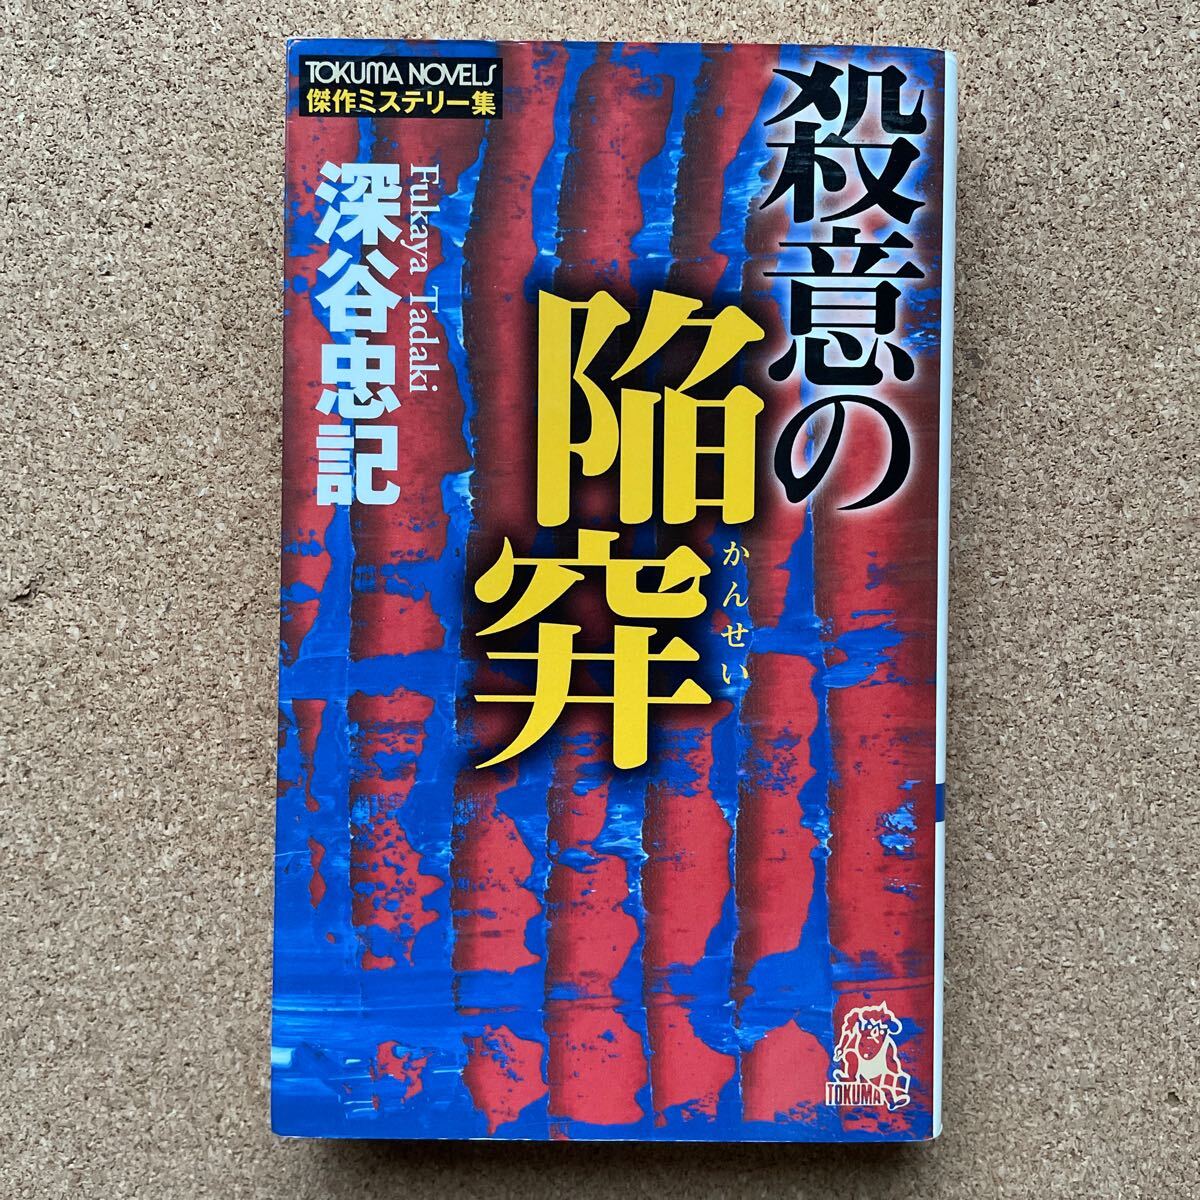 TOKUMA NOVELS
傑作ミステリー集
殺意の
陥穽
かんせい
深谷忠記
Fukaya Tadaki
TOKUMA